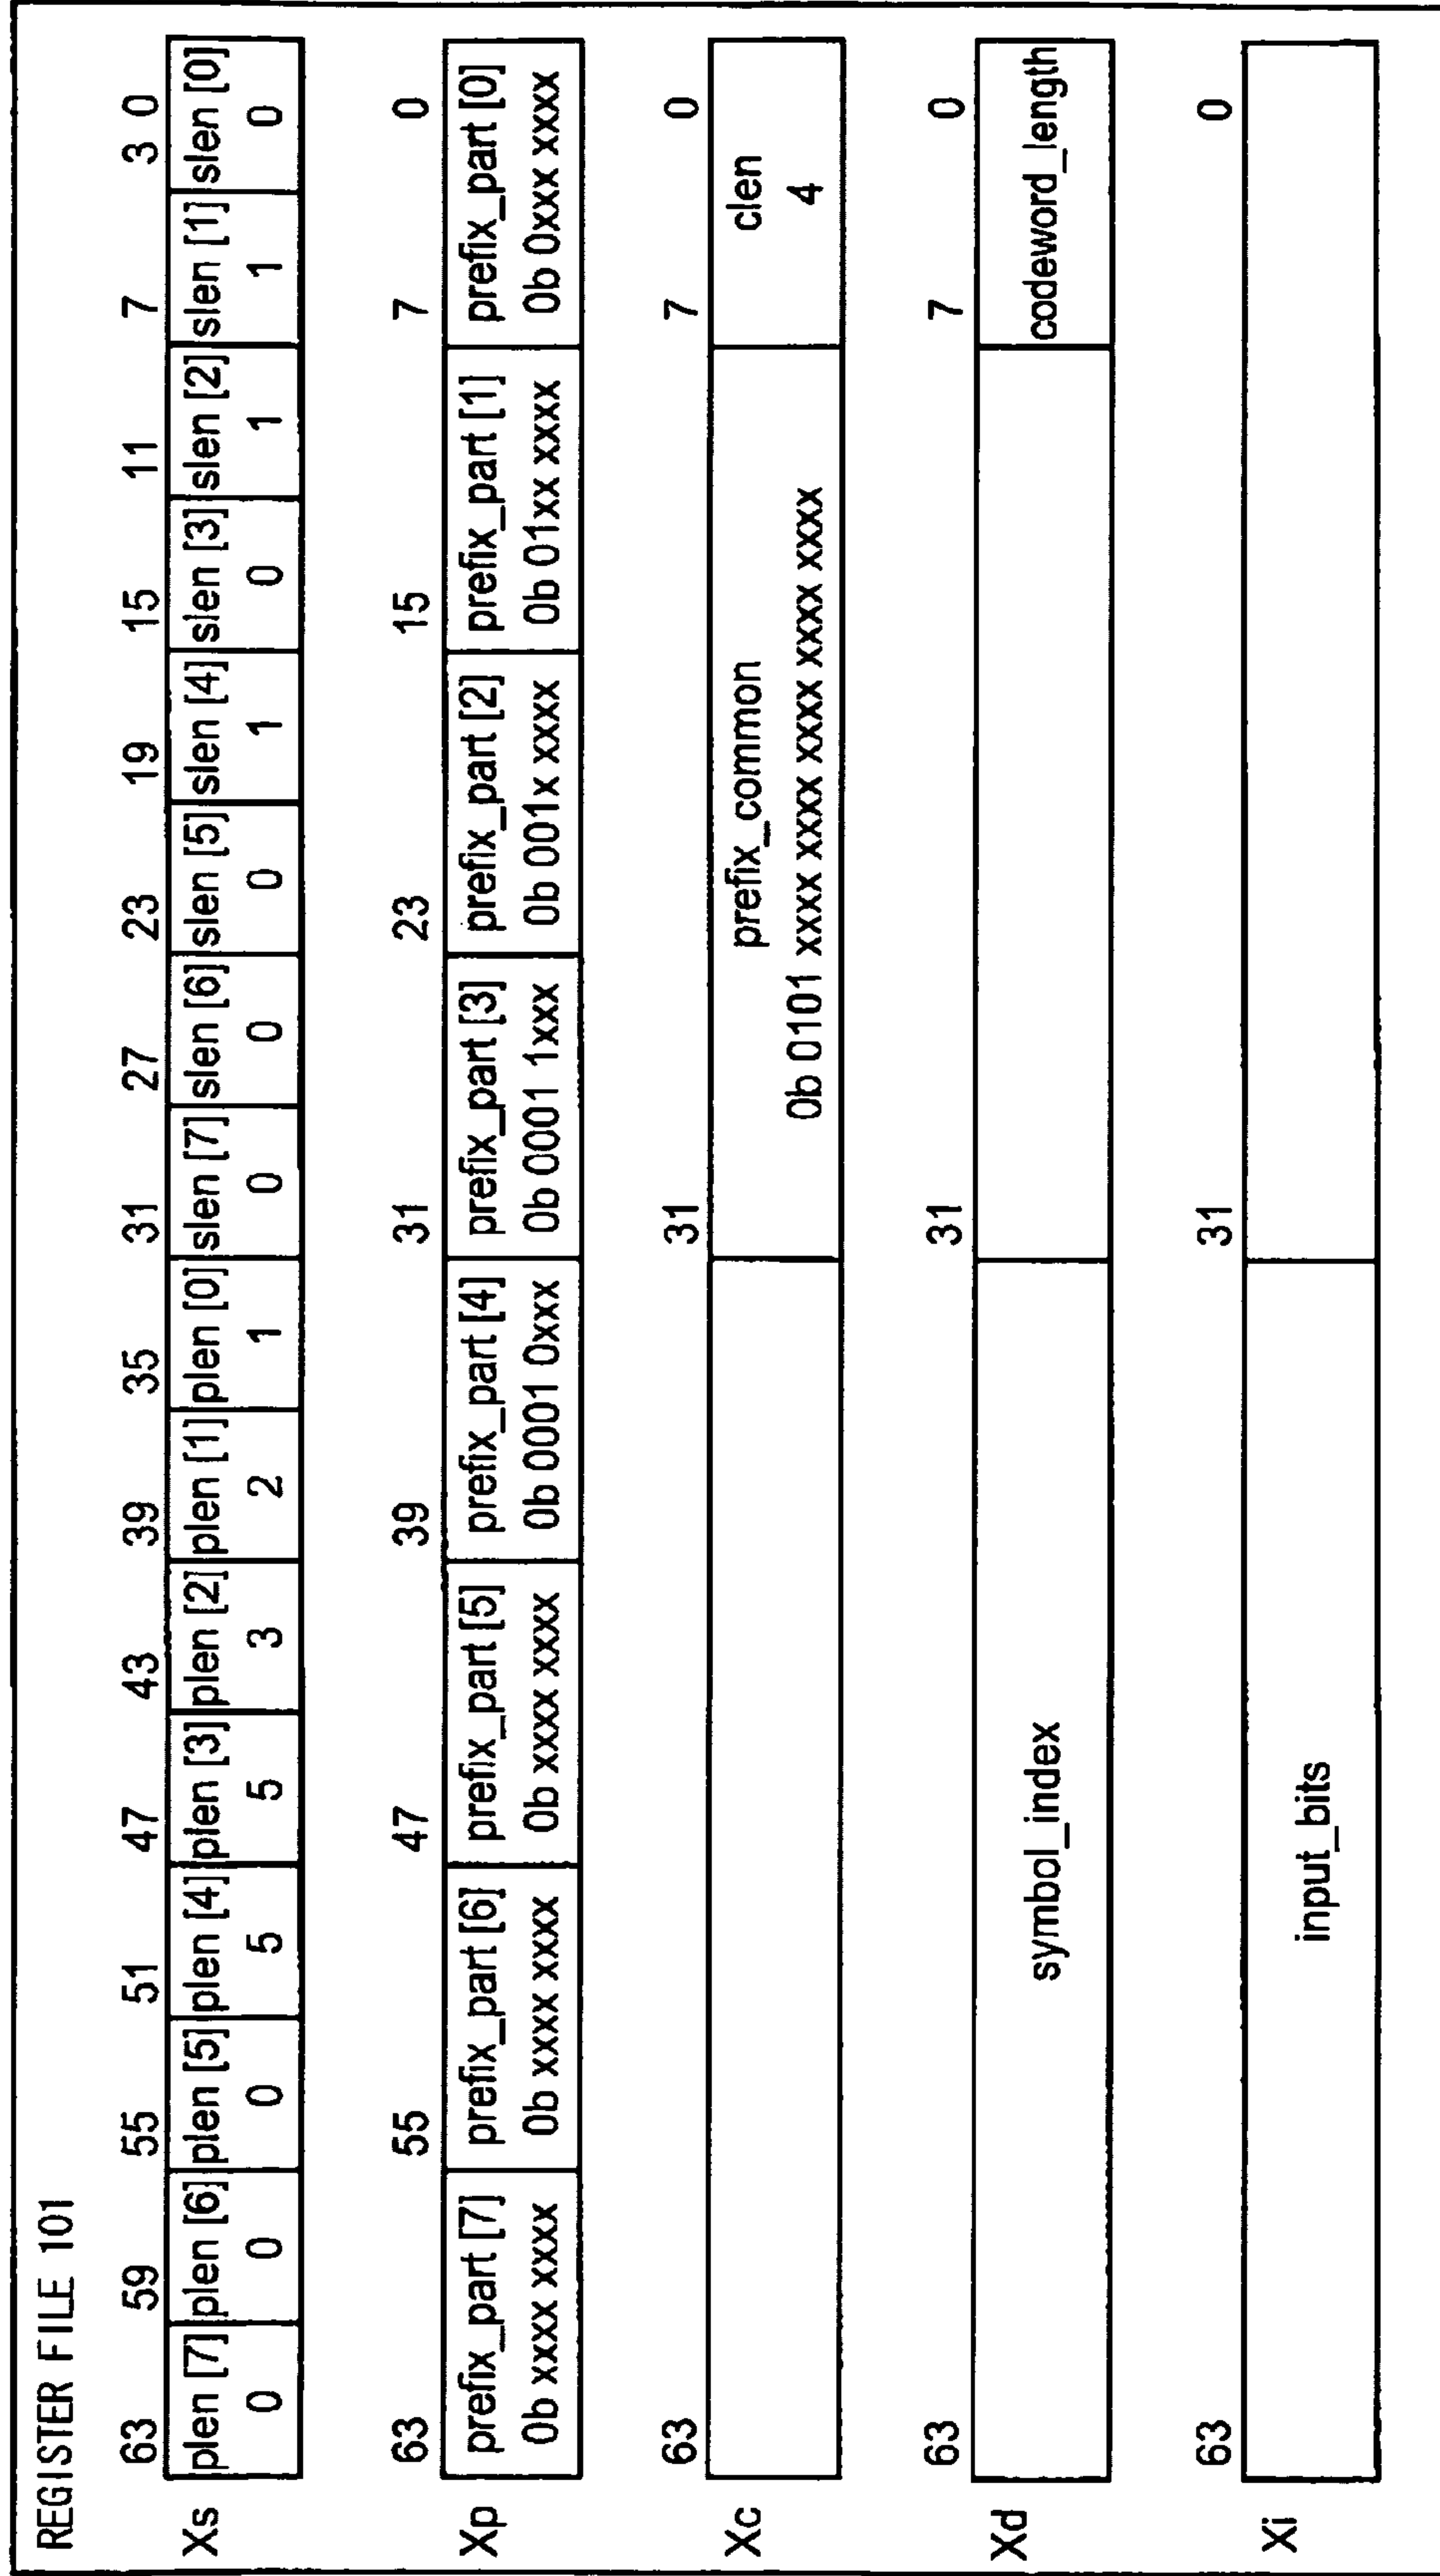 REGISTER FILE 101
63 59 55 51 47 43 39 35 31 27 23 19 15 11 7 3 0
Xs
plen [7] plen [6] plen [5] plen [4] plen [3] plen [2] plen [1] plen [0] slen [7] slen [6] slen [5] slen [4] slen [3] slen [2] slen [1] slen [0]
0 0 0 5 5 3 2 1 0 0 0 1 0 1 1 0
63 55 47 39 31 23 15 7 0
Xp
prefix_part [7] prefix_part [6] prefix_part [5] prefix_part [4] prefix_part [3] prefix_part [2] prefix_part [1] prefix_part [0]
0b xxxx xxxx 0b xxxx xxxx 0b xxxx xxxx 0b 0001 0xxx 0b 0001 1xxx 0b 001x xxxx 0b 01xx xxxx 0b 0xxx xxxx
63 31 7 0
Xc
prefix_common clen
0b 0101 xxxx xxxx xxxx xxxx xxxx 4
63 31 7 0
Xd
symbol_index codeword_length
63 31 0
Xi
input_bits